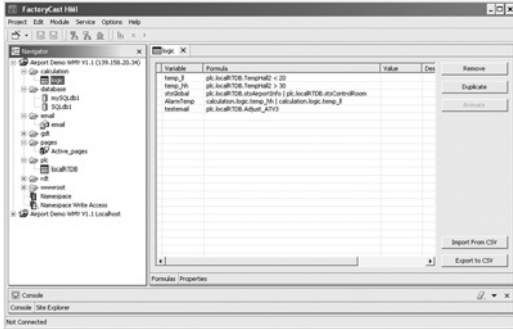 FactoryCast HMI
Project Edit Module Service Options Help
Navigator
Airport Demo WMY V1.1 (139.158.20.34)
calculation
logic
database
mySQLdb1
SQLdb1
email
email
gdt
pages
Active_pages
plc
localRTDB
rdt
wwwroot
Namespace
Namespace Write Access
Airport Demo WMY V1.1 Localhost
logic
Variable Formula Value Des
temp_ll plc.localRTDB.TempHall2 < 20
temp_hh plc.localRTDB.TempHall2 > 30
stsGlobal plc.localRTDB.stsAirportInfo | plc.localRTDB.stsControlRoom
AlarmTemp calculation.logic.temp_hh | calculation.logic.temp_ll
testemail plc.localRTDB.Adjust_ATV3
Remove
Duplicate
Animate
Import From CSV
Export to CSV
Formulas Properties
Console
Console Site Explorer
Not Connected